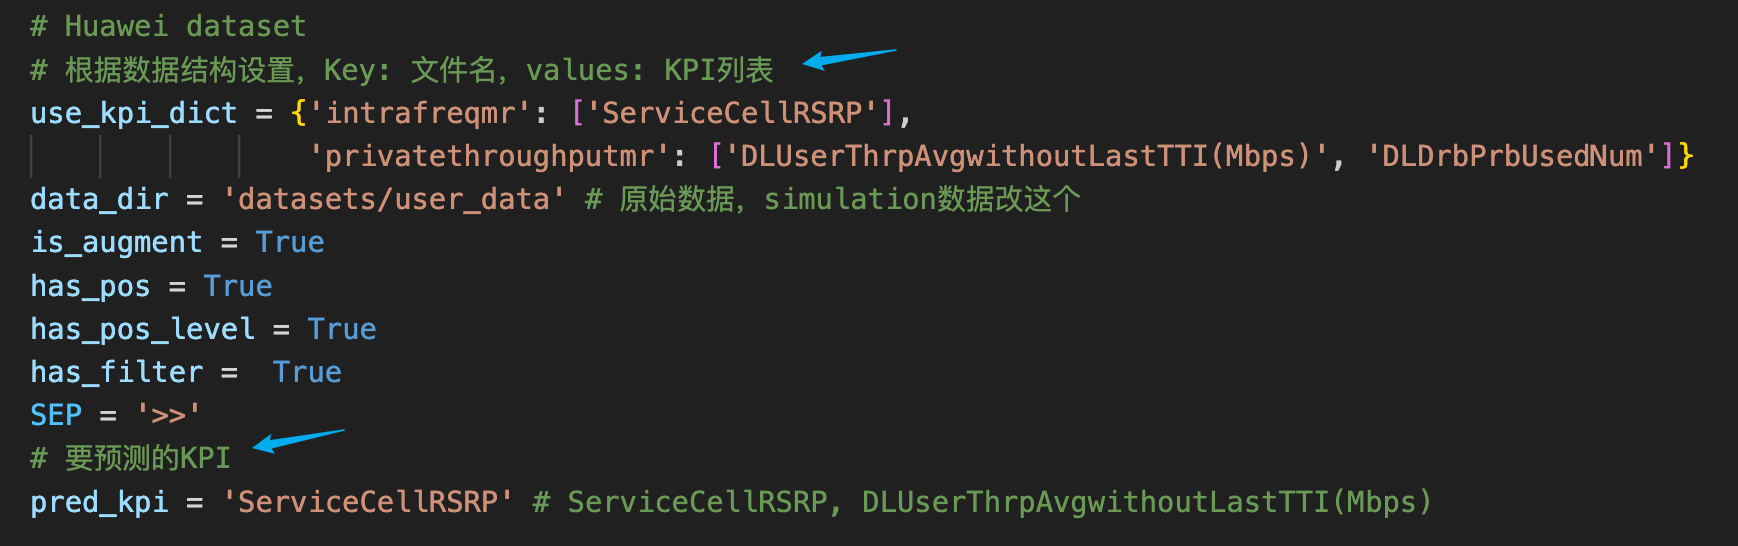 # Huawei dataset
# 根据数据结构设置，Key: 文件名，values: KPI列表
use_kpi_dict = {'intrafreqmr': ['ServiceCellRSRP'],
'privatethroughputmr': ['DLUserThrpAvgwithoutLastTTI(Mbps)', 'DLDrbPrbUsedNum']}
data_dir = 'datasets/user_data' # 原始数据，simulation数据改这个
is_augment = True
has_pos = True
has_pos_level = True
has_filter =  True
SEP = '>>'
# 要预测的KPI
pred_kpi = 'ServiceCellRSRP' # ServiceCellRSRP, DLUserThrpAvgwithoutLastTTI(Mbps)